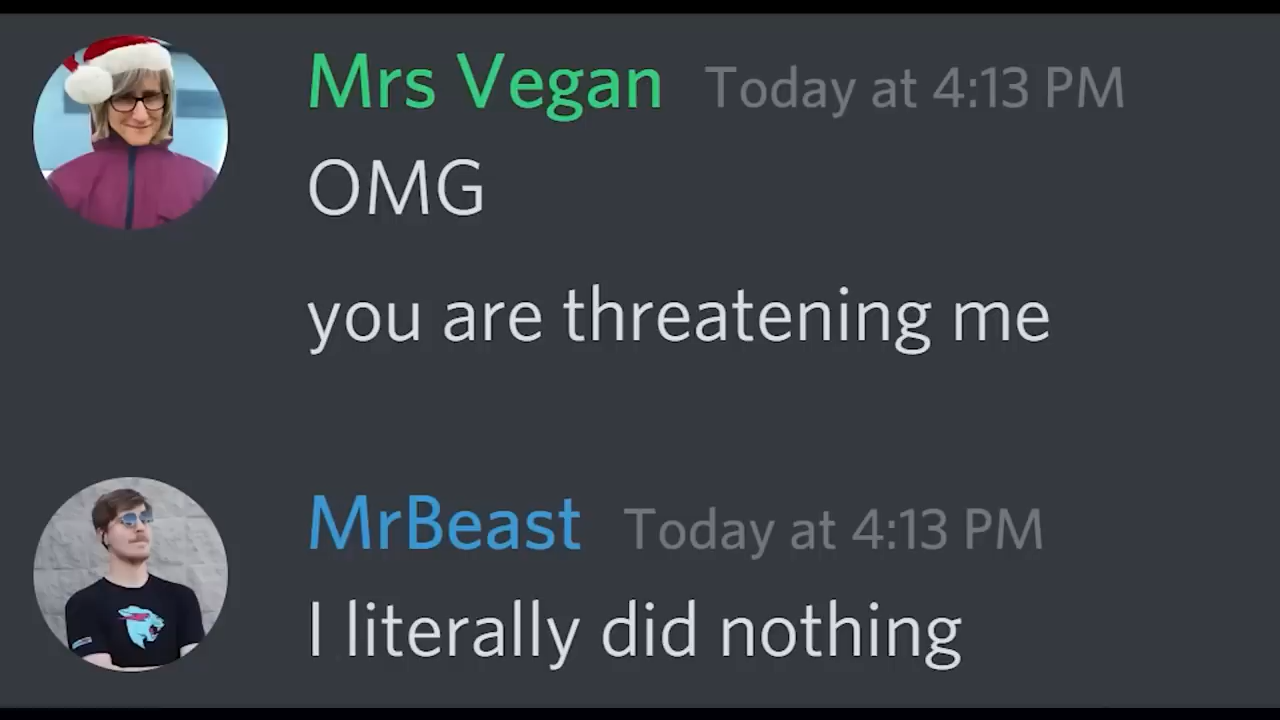 Mrs Vegan Today at 4:13 PM
OMG
you are threatening me
MrBeast Today at 4:13 PM
I literally did nothing